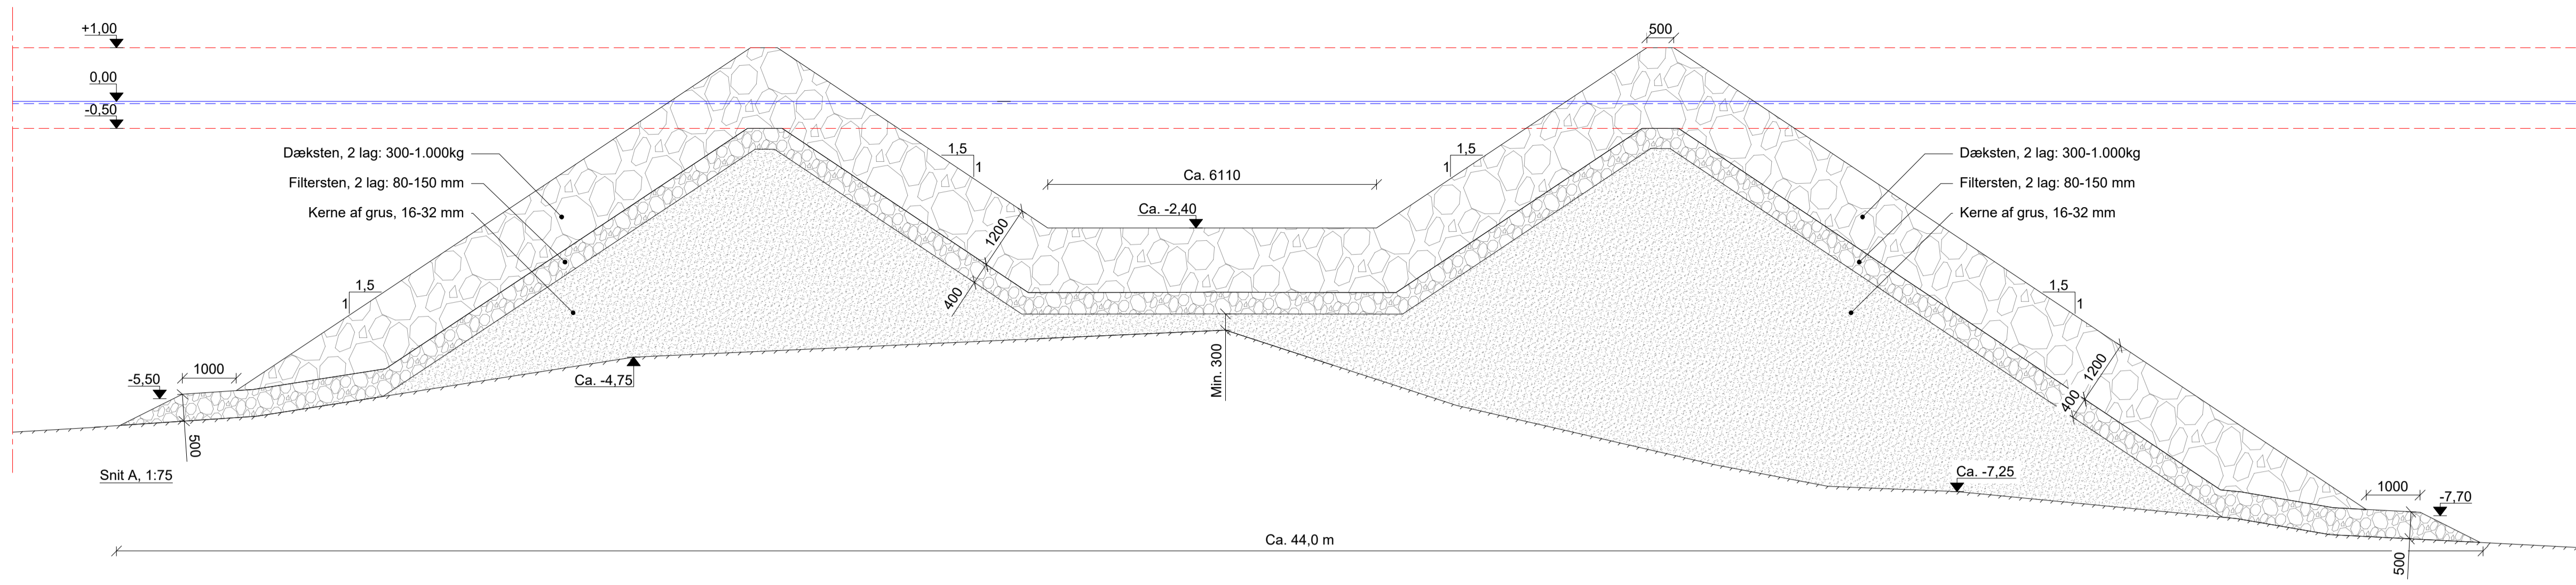 +1,00
500
0,00
-0,50
Dæksten, 2 lag: 300-1.000kg
Filtersten, 2 lag: 80-150 mm
Kerne af grus, 16-32 mm
1,5
1
1,5
1
Dæksten, 2 lag: 300-1.000kg
Filtersten, 2 lag: 80-150 mm
Kerne af grus, 16-32 mm
Ca. 6110
Ca. -2,40
1200
400
1,5
1
1,5
1
1000
-5,50
Ca. -4,75
Min. 300
1200
400
500
Snit A, 1:75
Ca. -7,25
1000
-7,70
Ca. 44,0 m
500